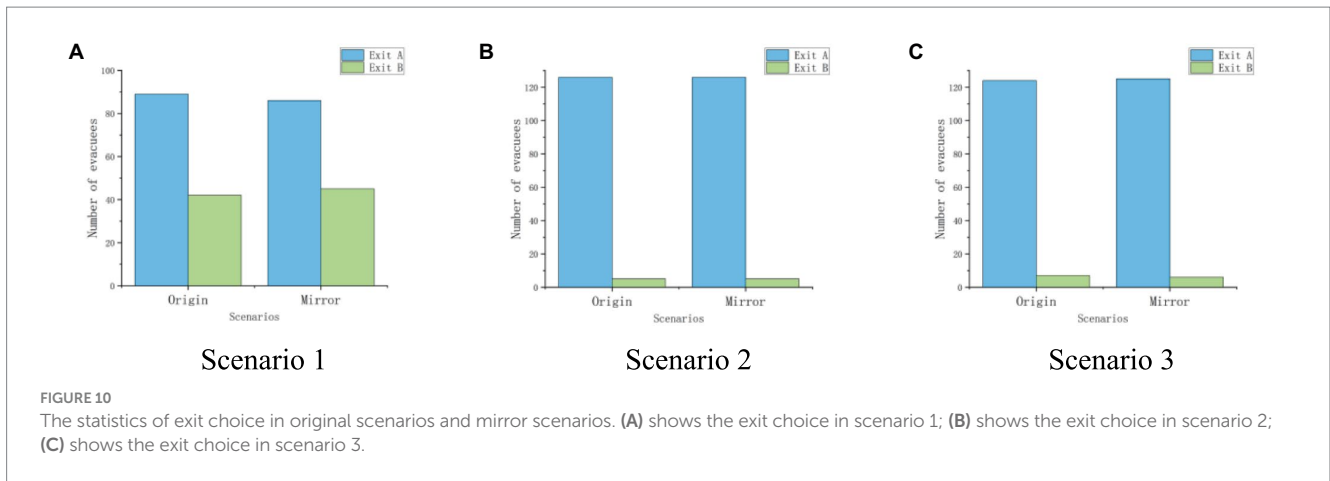 A
Exit A
Exit B
100
80
60
40
20
0
Number of evacuees
Origin
Mirror
Scenarios
Scenario 1
B
Exit A
Exit B
120
100
80
60
40
20
0
Number of evacuees
Origin
Mirror
Scenarios
Scenario 2
C
Exit A
Exit B
120
100
80
60
40
20
0
Number of evacuees
Origin
Mirror
Scenarios
Scenario 3
FIGURE 10
The statistics of exit choice in original scenarios and mirror scenarios. (A) shows the exit choice in scenario 1; (B) shows the exit choice in scenario 2;
(C) shows the exit choice in scenario 3.